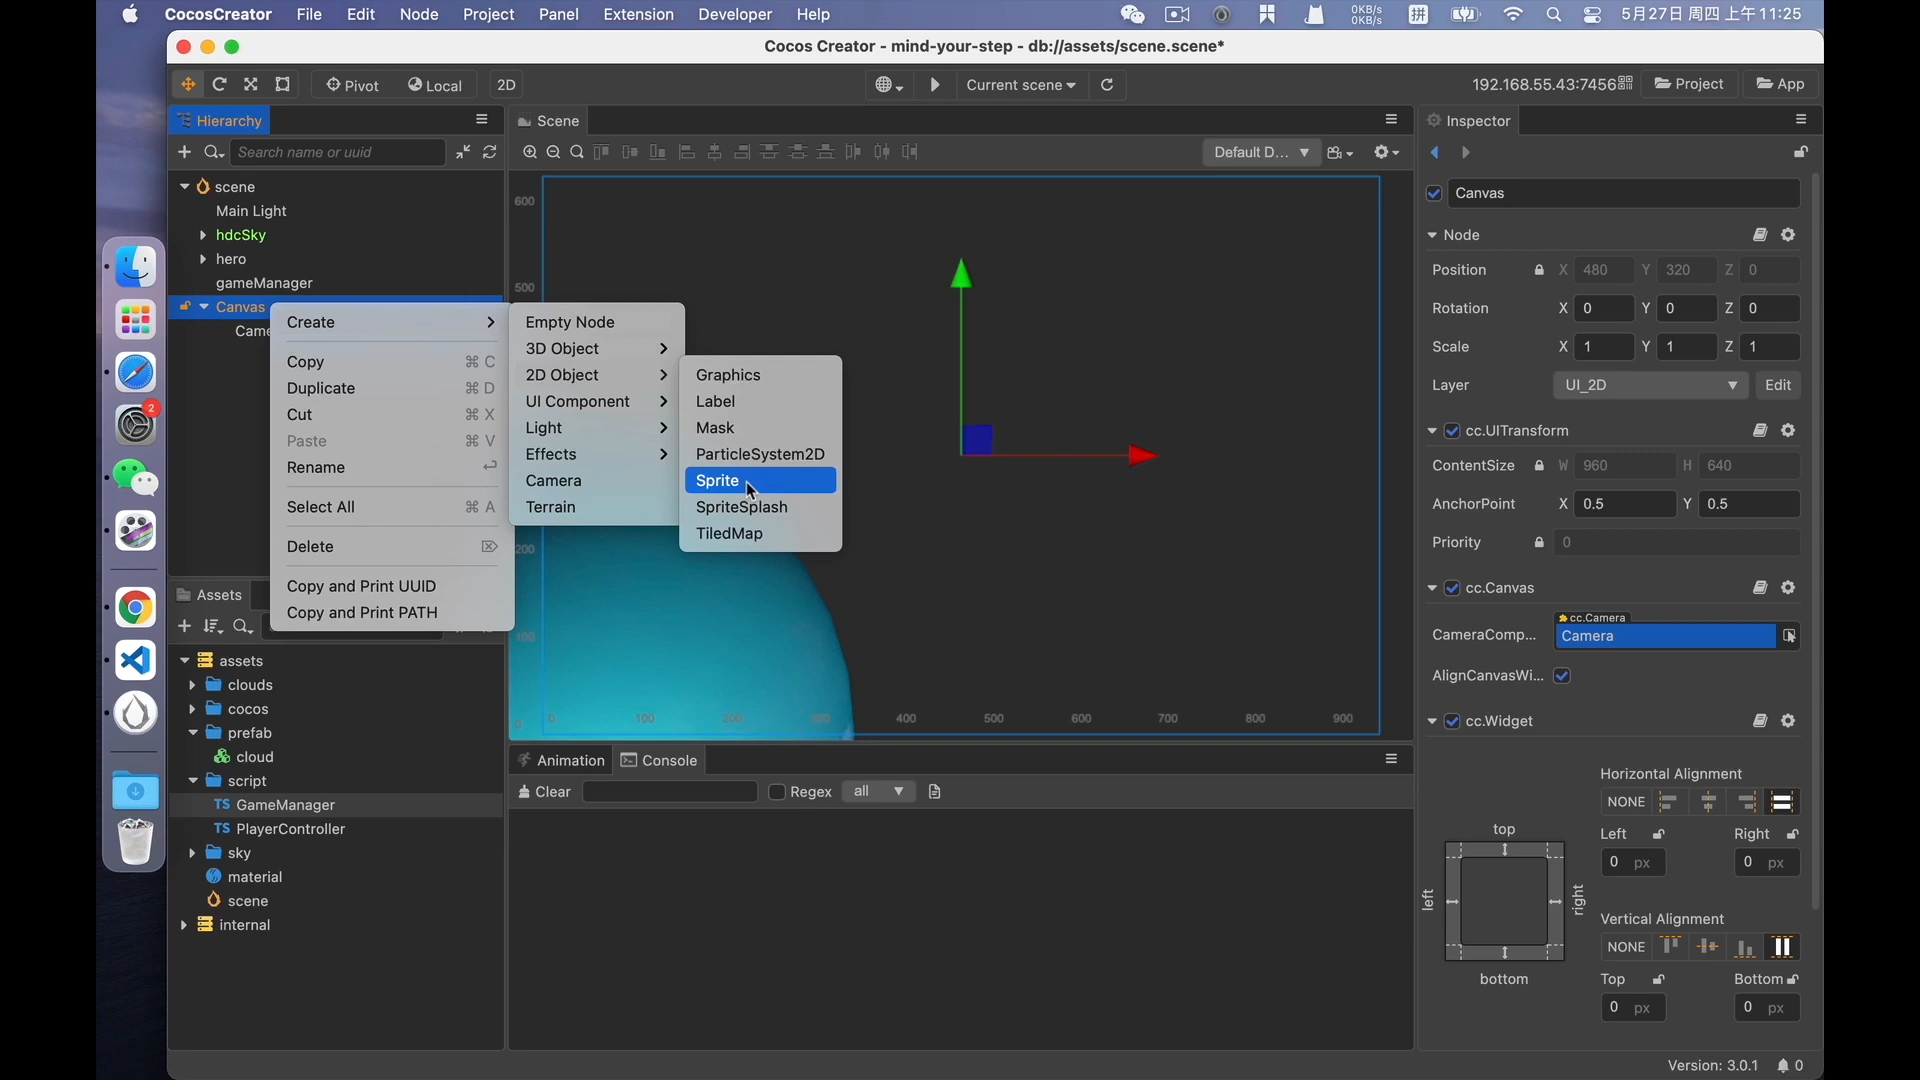 CocosCreator File Edit Node Project Panel Extension Developer Help
0KB/s
0KB/s
拼
5月27日 周四 上午11:25
Cocos Creator - mind-your-step - db://assets/scene.scene*
Pivot Local 2D
Current scene
192.168.55.43:7456 Project App
Hierarchy
Search name or uuid
scene
Main Light
hdcSky
hero
gameManager
Canvas
Came
2
Create
Copy ⌘ C
Duplicate ⌘ D
Cut ⌘ X
Paste ⌘ V
Rename
Select All ⌘ A
Delete
Copy and Print UUID
Copy and Print PATH
Empty Node
3D Object
2D Object
UI Component
Light
Effects
Camera
Terrain
Graphics
Label
Mask
ParticleSystem2D
Sprite
SpriteSplash
TiledMap
Assets
assets
clouds
cocos
prefab
cloud
script
TS GameManager
TS PlayerController
sky
material
scene
internal
Scene
Default D...
600
500
200
100
0
0 100 200 300 400 500 600 700 800 900
Animation Console
Clear Regex all
Inspector
Canvas
Node
Position X 480 Y 320 Z 0
Rotation X 0 Y 0 Z 0
Scale X 1 Y 1 Z 1
Layer UI_2D Edit
cc.UITransform
ContentSize W 960 H 640
AnchorPoint X 0.5 Y 0.5
Priority 0
cc.Canvas
cc.Camera
CameraComp... Camera
AlignCanvasWi...
cc.Widget
Horizontal Alignment
NONE
Left Right
0 px 0 px
top
left
right
bottom
Vertical Alignment
NONE
Top Bottom
0 px 0 px
Version: 3.0.1 0